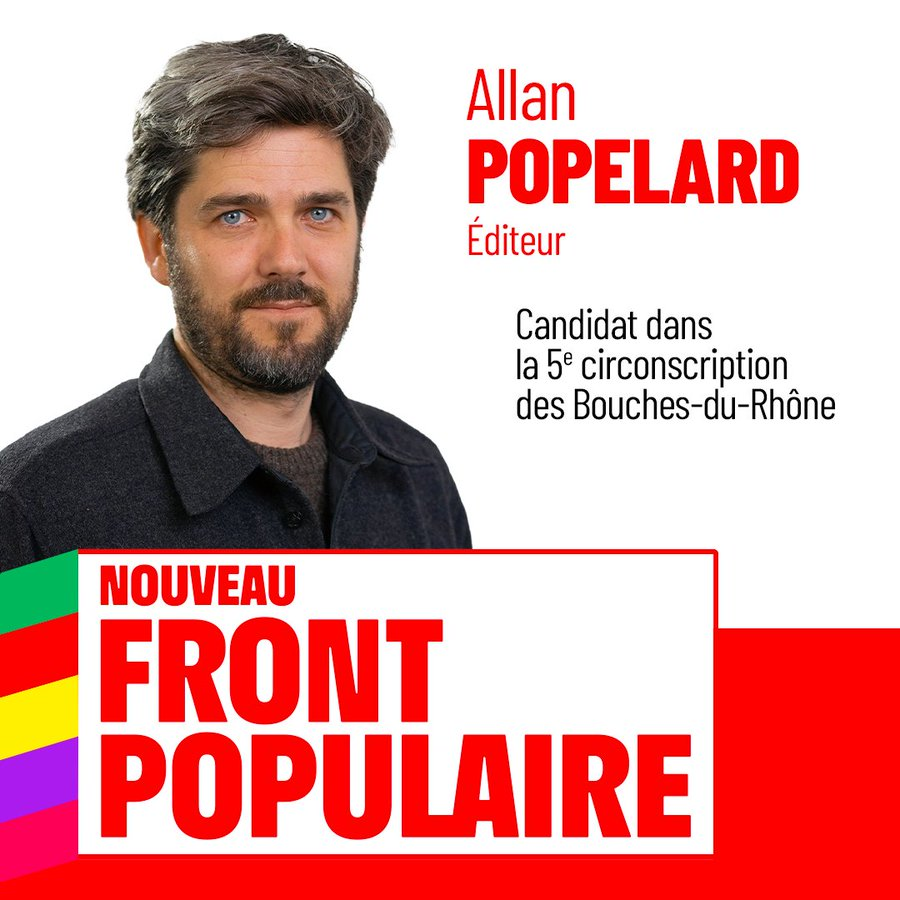 Allan
POPELARD
Éditeur
Candidat dans
la 5e circonscription
des Bouches-du-Rhône
NOUVEAU
FRONT
POPULAIRE